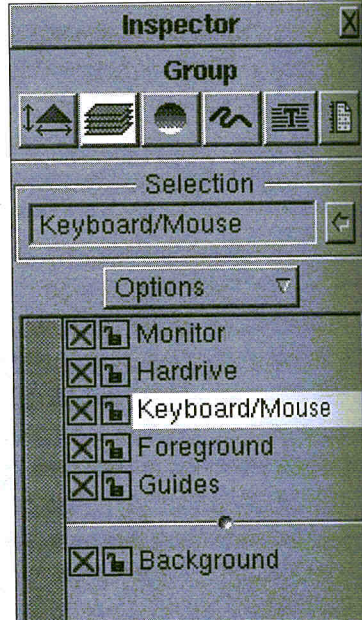 Inspector
Group
Selection
Keyboard/Mouse
Options
Monitor
Hardrive
Keyboard/Mouse
Foreground
Guides
Background